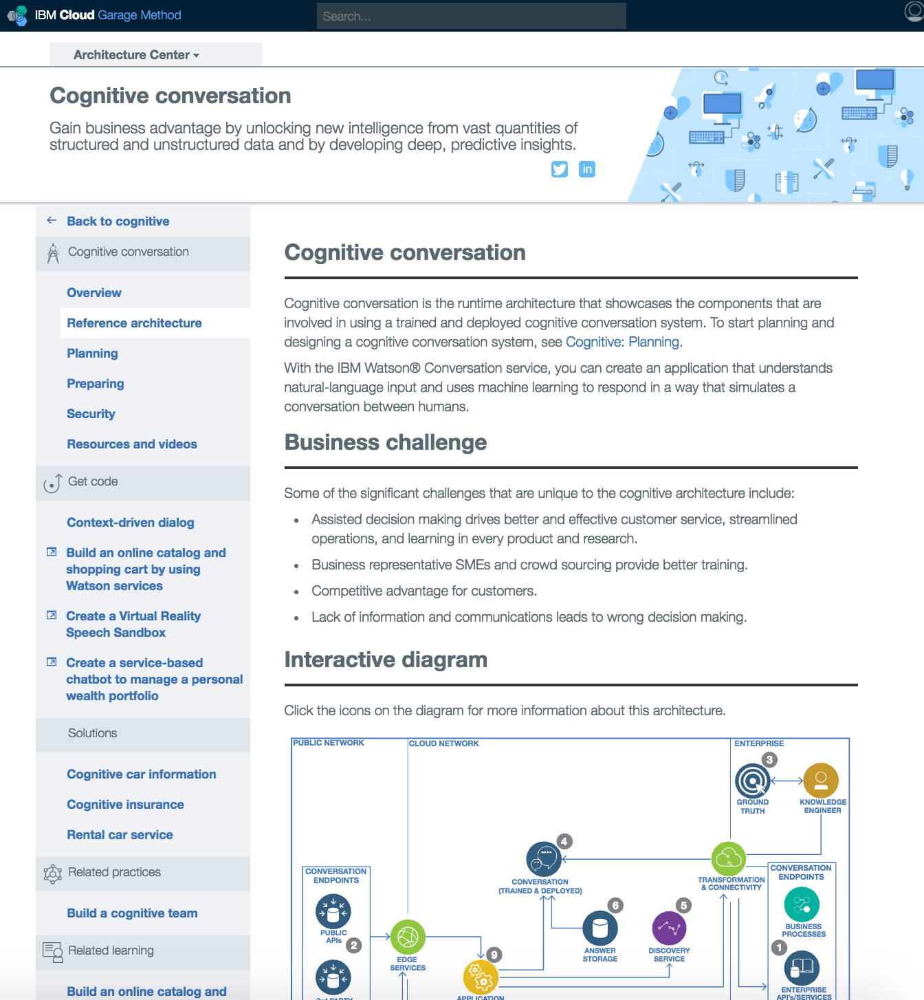 IBM Cloud Garage Method
Search...
Architecture Center
Cognitive conversation
Gain business advantage by unlocking new intelligence from vast quantities of
structured and unstructured data and by developing deep, predictive insights.
in
Back to cognitive
Cognitive conversation
Overview
Reference architecture
Planning
Preparing
Security
Resources and videos
Get code
Context-driven dialog
Build an online catalog and
shopping cart by using
Watson services
Create a Virtual Reality
Speech Sandbox
Create a service-based
chatbot to manage a personal
wealth portfolio
Solutions
Cognitive car information
Cognitive insurance
Rental car service
Related practices
Build a cognitive team
Related learning
Build an online catalog and
Cognitive conversation
Cognitive conversation is the runtime architecture that showcases the components that are
involved in using a trained and deployed cognitive conversation system. To start planning and
designing a cognitive conversation system, see Cognitive: Planning.
With the IBM Watson® Conversation service, you can create an application that understands
natural-language input and uses machine learning to respond in a way that simulates a
conversation between humans.
Business challenge
Some of the significant challenges that are unique to the cognitive architecture include:
• Assisted decision making drives better and effective customer service, streamlined
operations, and learning in every product and research.
• Business representative SMEs and crowd sourcing provide better training.
• Competitive advantage for customers.
• Lack of information and communications leads to wrong decision making.
Interactive diagram
Click the icons on the diagram for more information about this architecture.
PUBLIC NETWORK
CLOUD NETWORK
ENTERPRISE
3
GROUND
TRUTH
KNOWLEDGE
ENGINEER
4
CONVERSATION
(TRAINED & DEPLOYED)
TRANSFORMATION
& CONNECTIVITY
CONVERSATION
ENDPOINTS
CONVERSATION
ENDPOINTS
PUBLIC
APIs
2
EDGE
SERVICES
6
ANSWER
STORAGE
5
DISCOVERY
SERVICE
BUSINESS
PROCESSES
9
APPLICATION
1
ENTERPRISE
API's/SERVICES
3rd PARTY